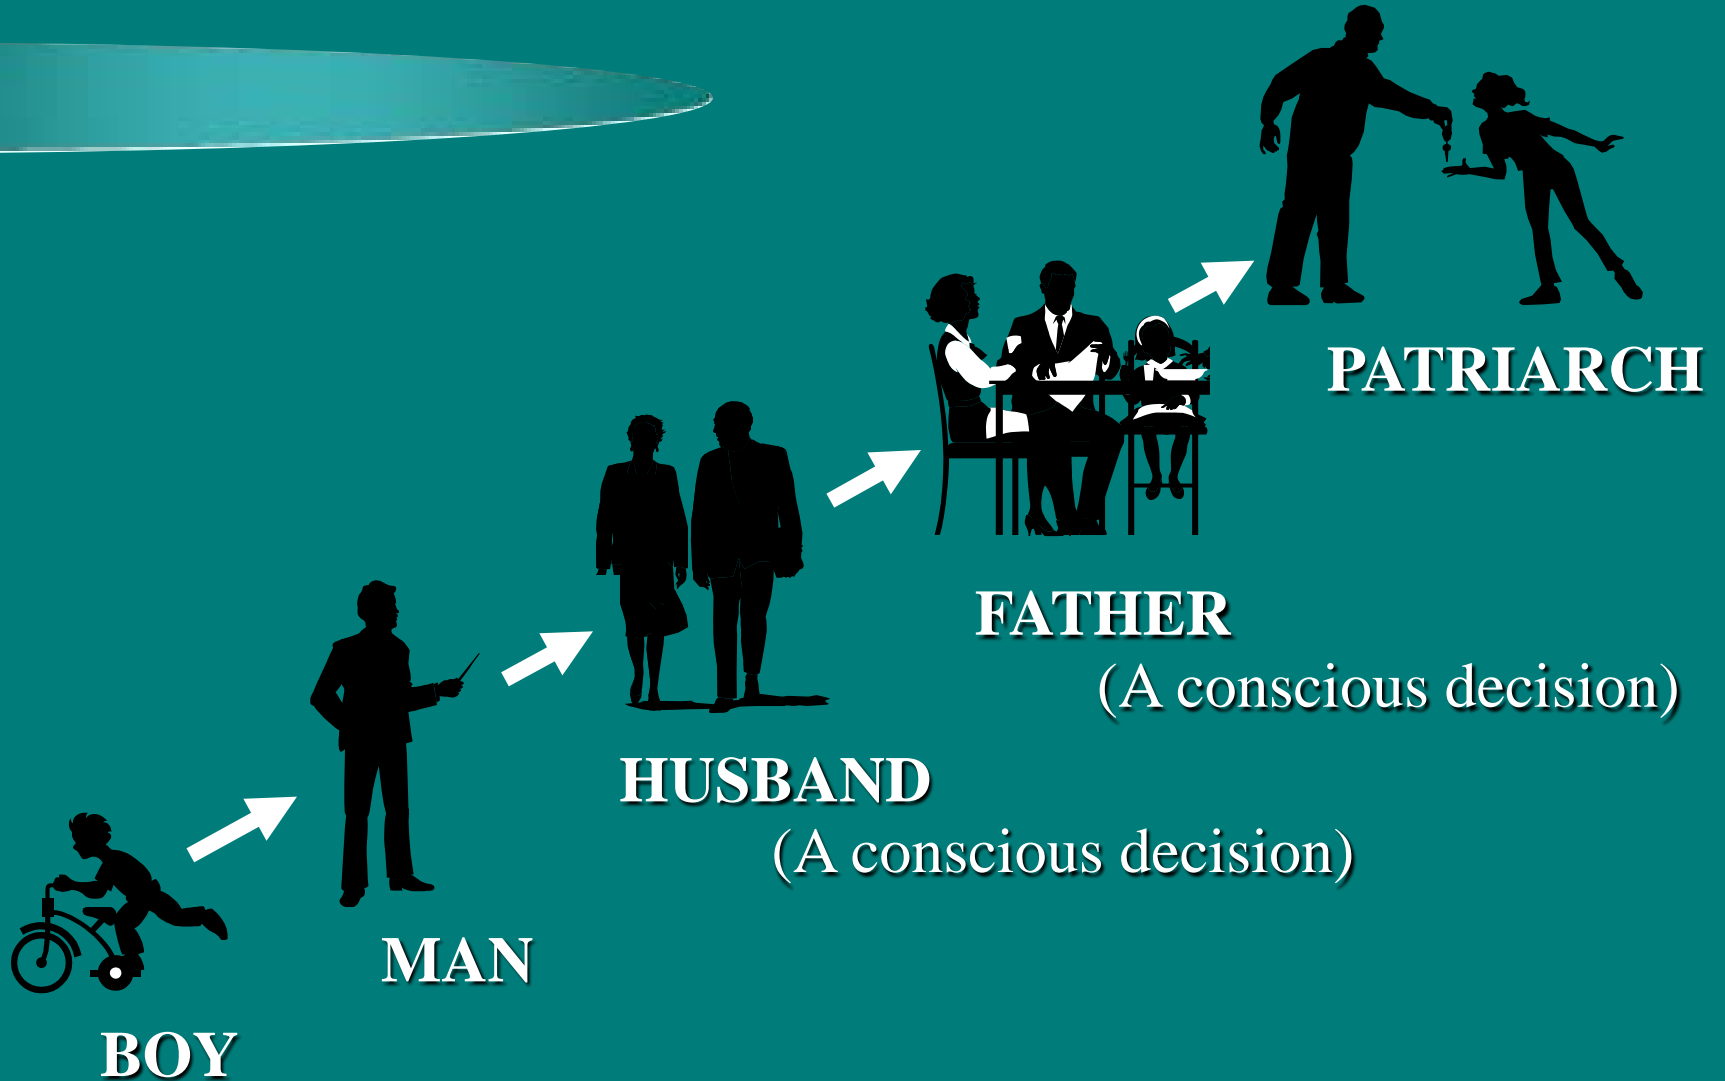 PATRIARCH
FATHER
(A conscious decision)
HUSBAND
(A conscious decision)
MAN
BOY